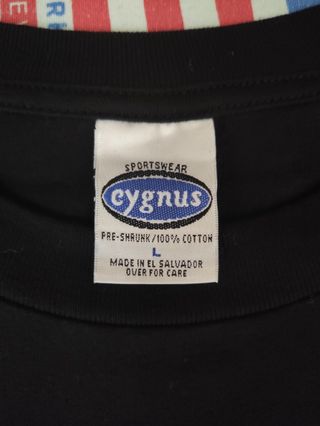 SPORTSWEAR
cygnus
PRE-SHRUNK/100% COTTON
L
MADE IN EL SALVADOR
OVER FOR CARE